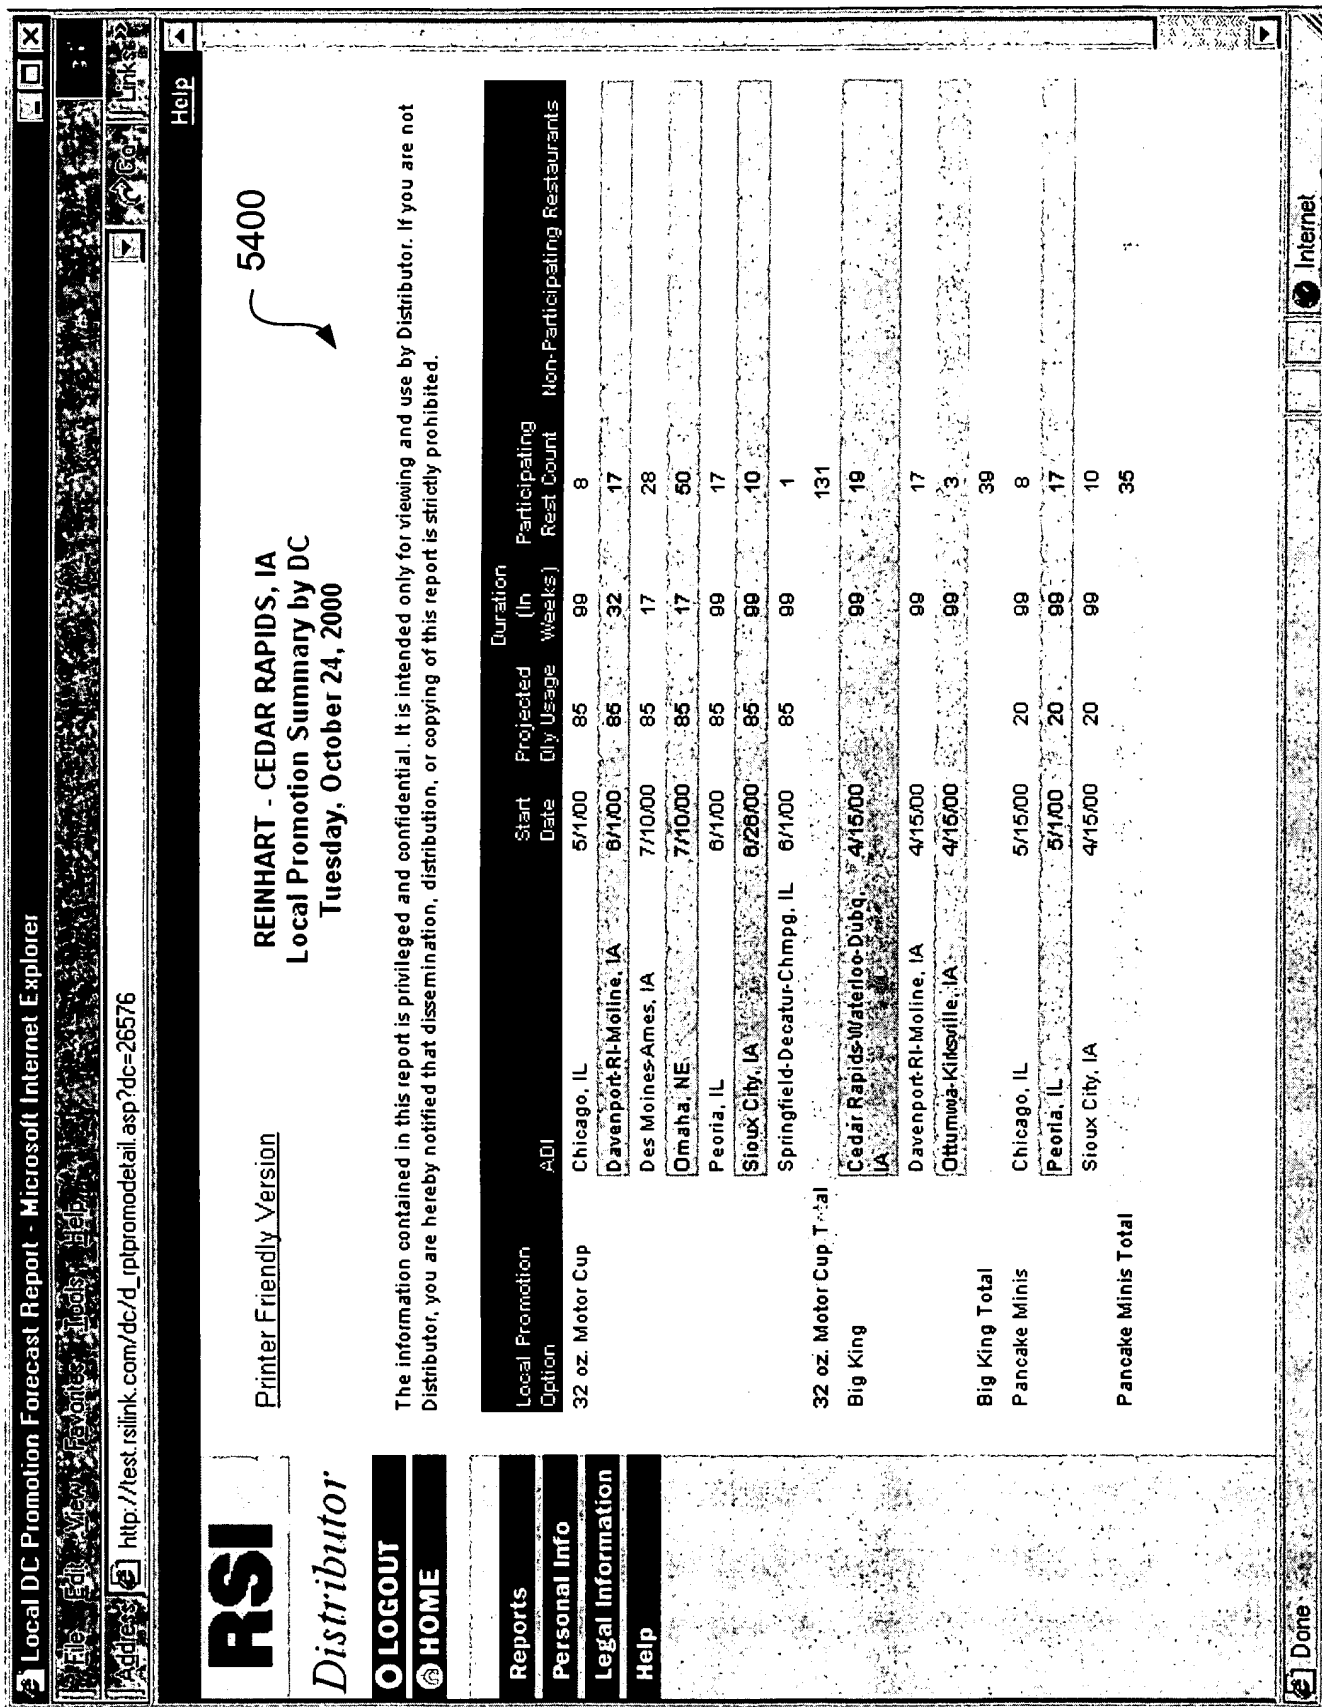 Local DC Promotion Forecast Report - Microsoft Internet Explorer
File Edit View Favorites Tools Help
Address http://test.rsilink.com/dc/d_rptpromodetail.asp?dc=26576 Go Links »
Help
RSI
Distributor
LOGOUT
HOME
Reports
Personal Info
Legal Information
Help
Printer Friendly Version
REINHART - CEDAR RAPIDS, IA
Local Promotion Summary by DC
Tuesday, October 24, 2000
5400
The information contained in this report is privileged and confidential. It is intended only for viewing and use by Distributor. If you are not
Distributor, you are hereby notified that dissemination, distribution, or copying of this report is strictly prohibited.
Local Promotion Option ADI Start Date Projected Dly Usage Duration (In Weeks) Participating Rest Count Non-Participating Restaurants
32 oz. Motor Cup Chicago, IL 5/1/00 85 99 8
Davenport-RI-Moline, IA 6/1/00 85 32 17
Des Moines-Ames, IA 7/10/00 85 17 28
Omaha, NE 7/10/00 85 17 50
Peoria, IL 6/1/00 85 99 17
Sioux City, IA 6/26/00 85 99 10
Springfield-Decatur-Chmpg, IL 6/1/00 85 99 1
32 oz. Motor Cup Total 131
Big King Cedar Rapids-Waterloo-Dubq, IA 4/15/00 99 19
Davenport-RI-Moline, IA 4/15/00 99 17
Ottumwa-Kirksville, IA 4/15/00 99 3
Big King Total 39
Pancake Minis Chicago, IL 5/15/00 20 99 8
Peoria, IL 5/1/00 20 99 17
Sioux City, IA 4/15/00 20 99 10
Pancake Minis Total 35
Done Internet